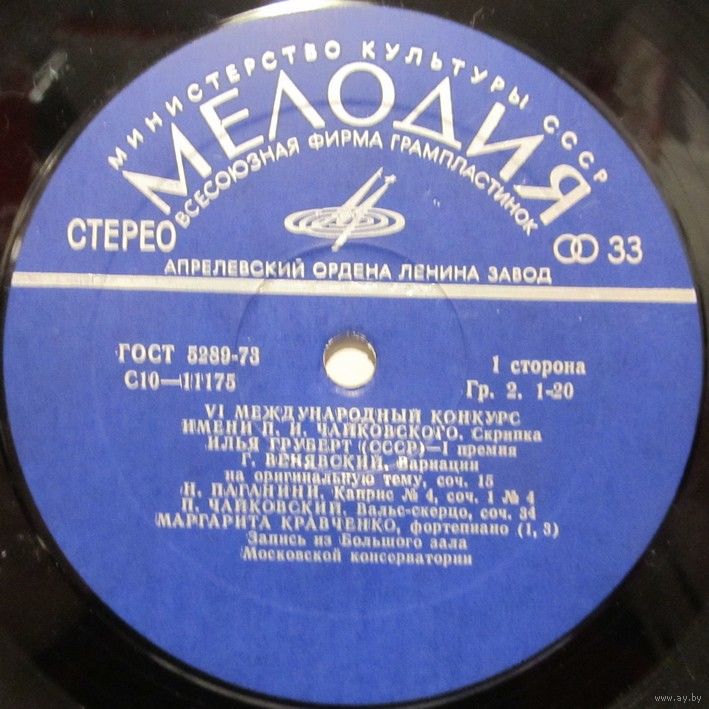 МИНИСТЕРСТВО КУЛЬТУРЫ СССР
МЕЛОДИЯ
ВСЕСОЮЗНАЯ ФИРМА ГРАМПЛАСТИНОК
СТЕРЕО
33
АПРЕЛЕВСКИЙ ОРДЕНА ЛЕНИНА ЗАВОД
ГОСТ 5289-73
1 сторона
С10—11175
Гр. 2. 1-20
VI МЕЖДУНАРОДНЫЙ КОНКУРС
ИМЕНИ П. И. ЧАЙКОВСКОГО. Скрипка
ИЛЬЯ ГРУБЕРТ (СССР)—I премия
Г. ВЕНЯВСКИЙ. Вариации
на оригинальную тему, соч. 15
Н. ПАГАНИНИ. Каприс № 4, соч. 1 № 4
П. ЧАЙКОВСКИЙ. Вальс-скерцо, соч. 34
МАРГАРИТА КРАВЧЕНКО, фортепиано (1, 3)
Запись из Большого зала
Московской консерватории
www.ay.by